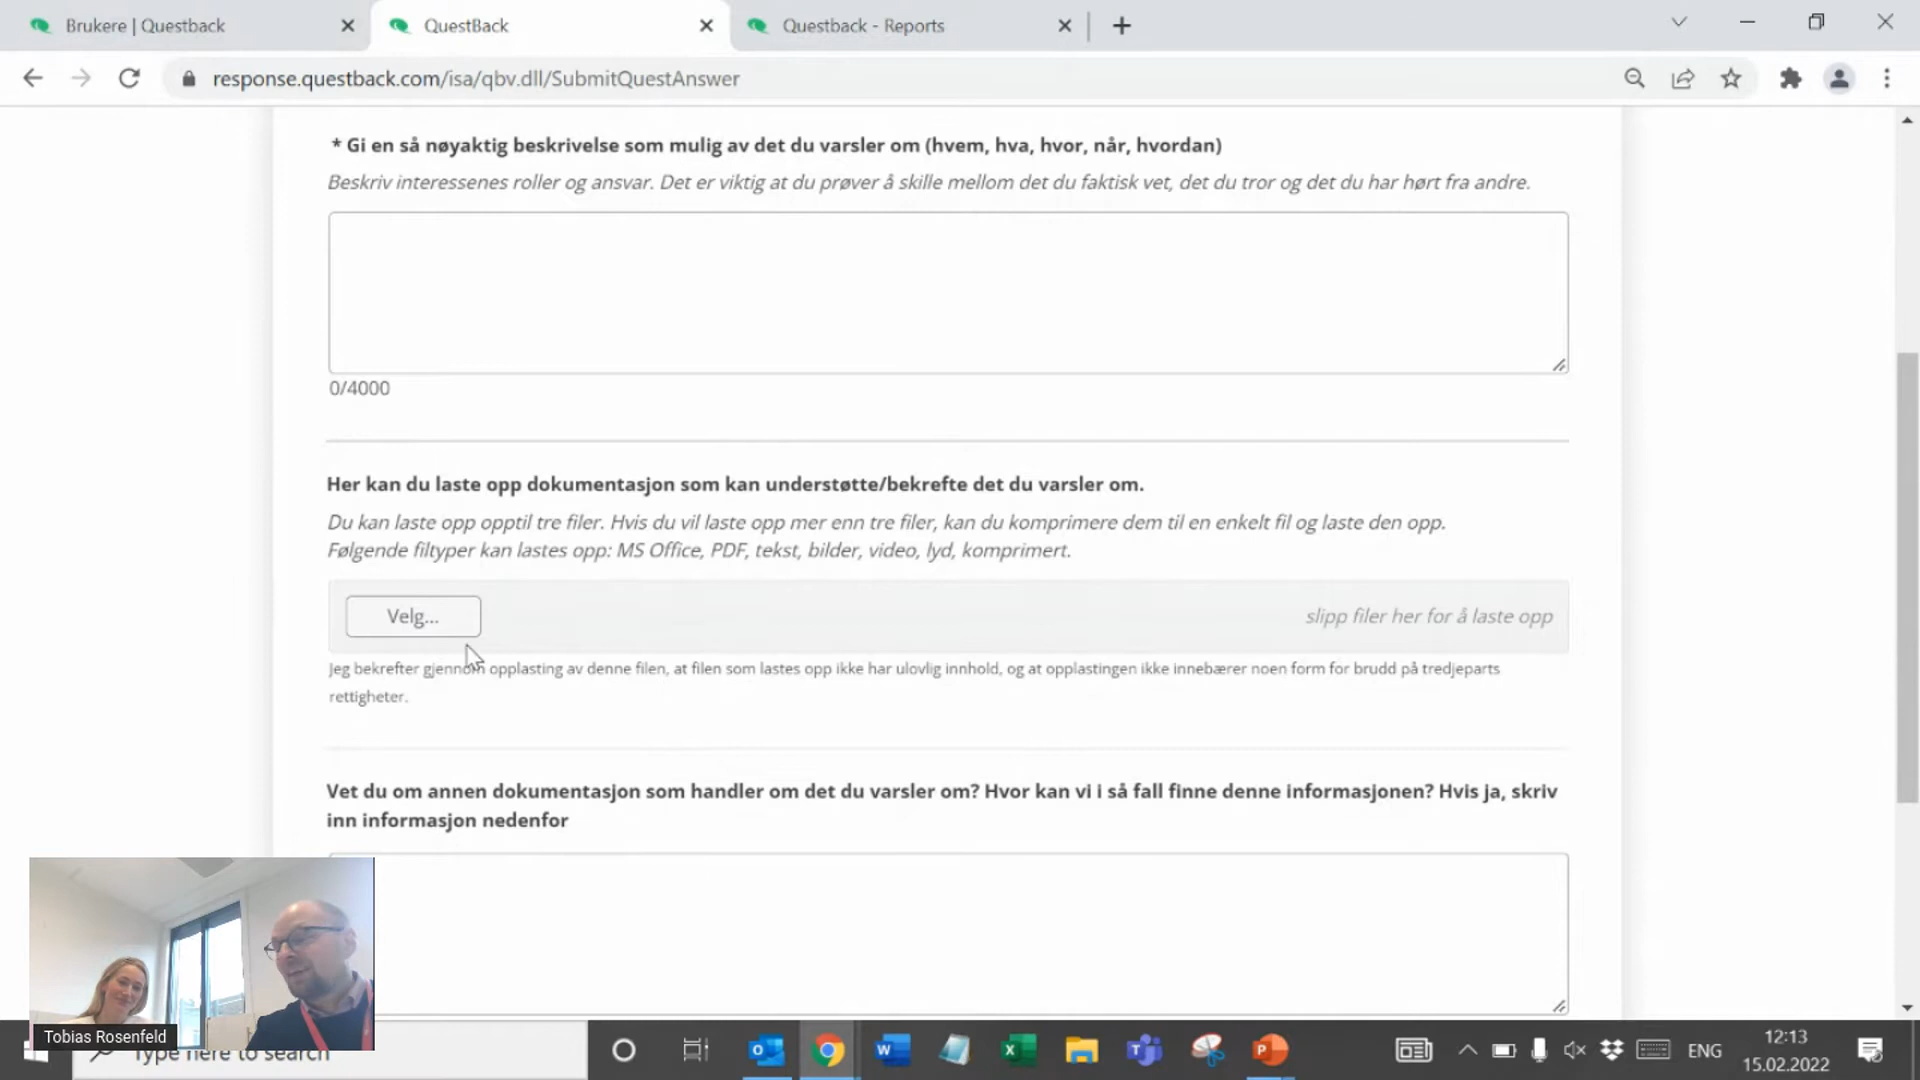 Brukere | Questback
QuestBack
Questback - Reports
response.questback.com/isa/qbv.dll/SubmitQuestAnswer
* Gi en så nøyaktig beskrivelse som mulig av det du varsler om (hvem, hva, hvor, når, hvordan)
Beskriv interessenes roller og ansvar. Det er viktig at du prøver å skille mellom det du faktisk vet, det du tror og det du har hørt fra andre.
0/4000
Her kan du laste opp dokumentasjon som kan understøtte/bekrefte det du varsler om.
Du kan laste opp opptil tre filer. Hvis du vil laste opp mer enn tre filer, kan du komprimere dem til en enkelt fil og laste den opp.
Følgende filtyper kan lastes opp: MS Office, PDF, tekst, bilder, video, lyd, komprimert.
Velg...
slipp filer her for å laste opp
Jeg bekrefter gjennom opplasting av denne filen, at filen som lastes opp ikke har ulovlig innhold, og at opplastingen ikke innebærer noen form for brudd på tredjeparts
rettigheter.
Vet du om annen dokumentasjon som handler om det du varsler om? Hvor kan vi i så fall finne denne informasjonen? Hvis ja, skriv
inn informasjon nedenfor
Tobias Rosenfeld
Type here to search
ENG
12:13
15.02.2022